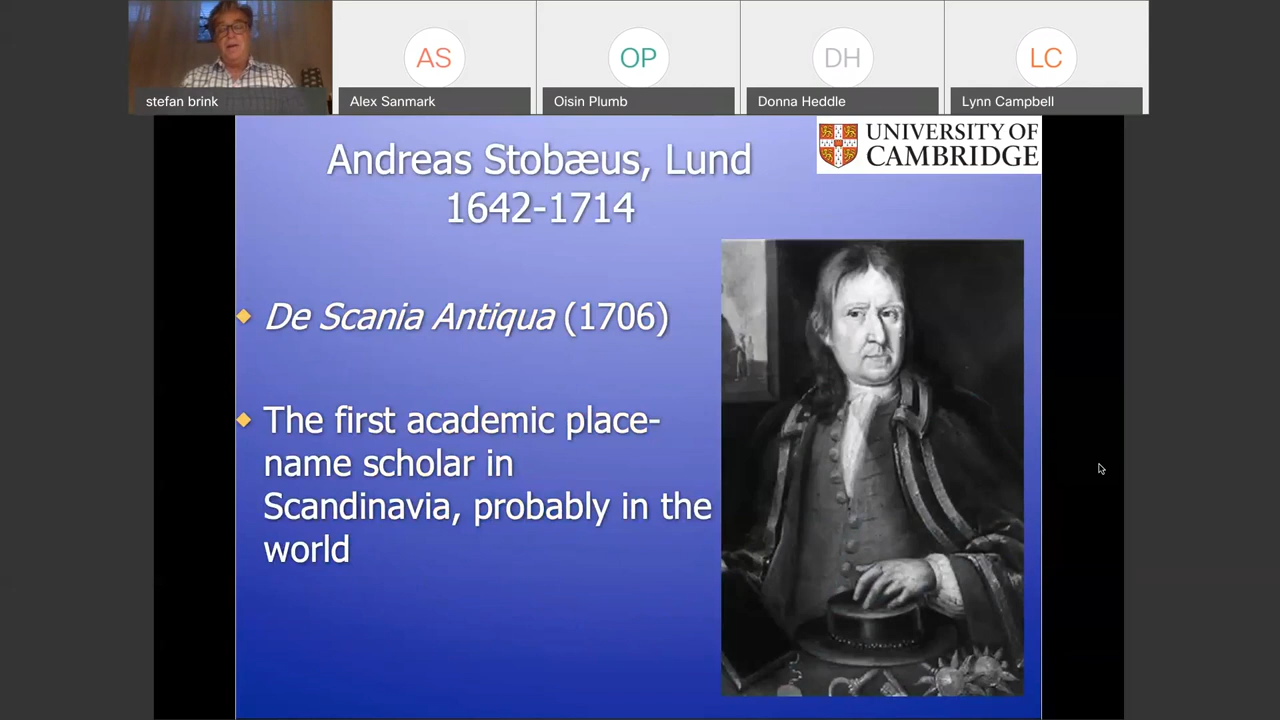 AS
OP
DH
LC
stefan brink
Alex Sanmark
Oisin Plumb
Donna Heddle
Lynn Campbell
UNIVERSITY OF
CAMBRIDGE
Andreas Stobæus, Lund
1642-1714
De Scania Antiqua (1706)
The first academic place-
name scholar in
Scandinavia, probably in the
world